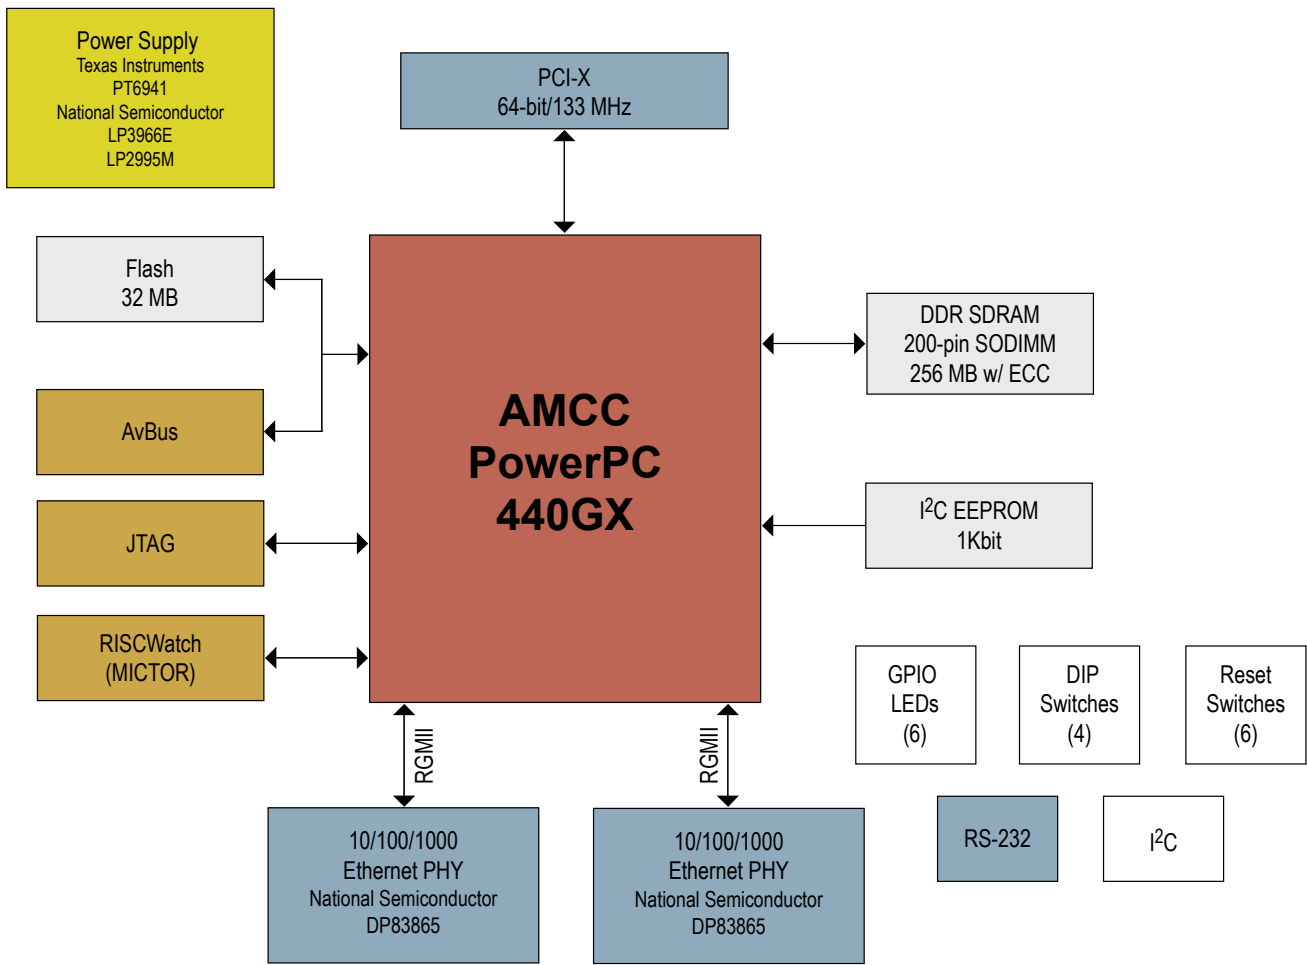 Power Supply
Texas Instruments
PT6941
National Semiconductor
LP3966E
LP2995M
PCI-X
64-bit/133 MHz
Flash
32 MB
AvBus
JTAG
RISCWatch
(MICTOR)
AMCC
PowerPC
440GX
DDR SDRAM
200-pin SODIMM
256 MB w/ ECC
I²C EEPROM
1Kbit
RGMII
RGMII
10/100/1000
Ethernet PHY
National Semiconductor
DP83865
10/100/1000
Ethernet PHY
National Semiconductor
DP83865
GPIO
LEDs
(6)
DIP
Switches
(4)
Reset
Switches
(6)
RS-232
I²C